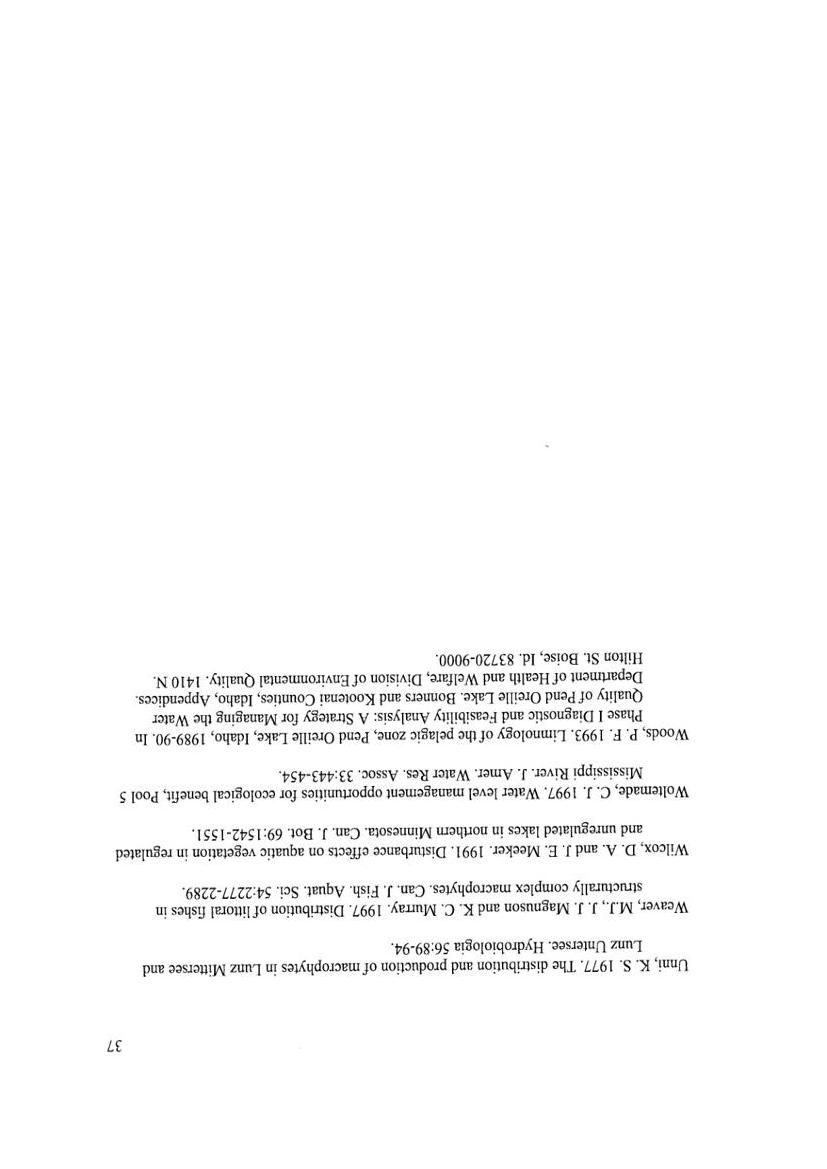 37
Unni, K. S. 1977. The distribution and production of macrophytes in Lunz Mittersee and
Lunz Untersee. Hydrobiologia 56:89-94.
Weaver, M.J., J. J. Magnuson and K. C. Murray. 1997. Distribution of littoral fishes in
structurally complex macrophytes. Can. J. Fish. Aquat. Sci. 54:2277-2289.
Wilcox, D. A. and J. E. Meeker. 1991. Disturbance effects on aquatic vegetation in regulated
and unregulated lakes in northern Minnesota. Can. J. Bot. 69:1542-1551.
Woltemade, C. J. 1997. Water level management opportunities for ecological benefit, Pool 5
Mississippi River. J. Amer. Water Res. Assoc. 33:443-454.
Woods, P. F. 1993. Limnology of the pelagic zone, Pend Oreille Lake, Idaho, 1989-90. In
Phase I Diagnostic and Feasibility Analysis: A Strategy for Managing the Water
Quality of Pend Oreille Lake. Bonners and Kootenai Counties, Idaho, Appendices.
Department of Health and Welfare, Division of Environmental Quality. 1410 N.
Hilton St. Boise, Id. 83720-9000.